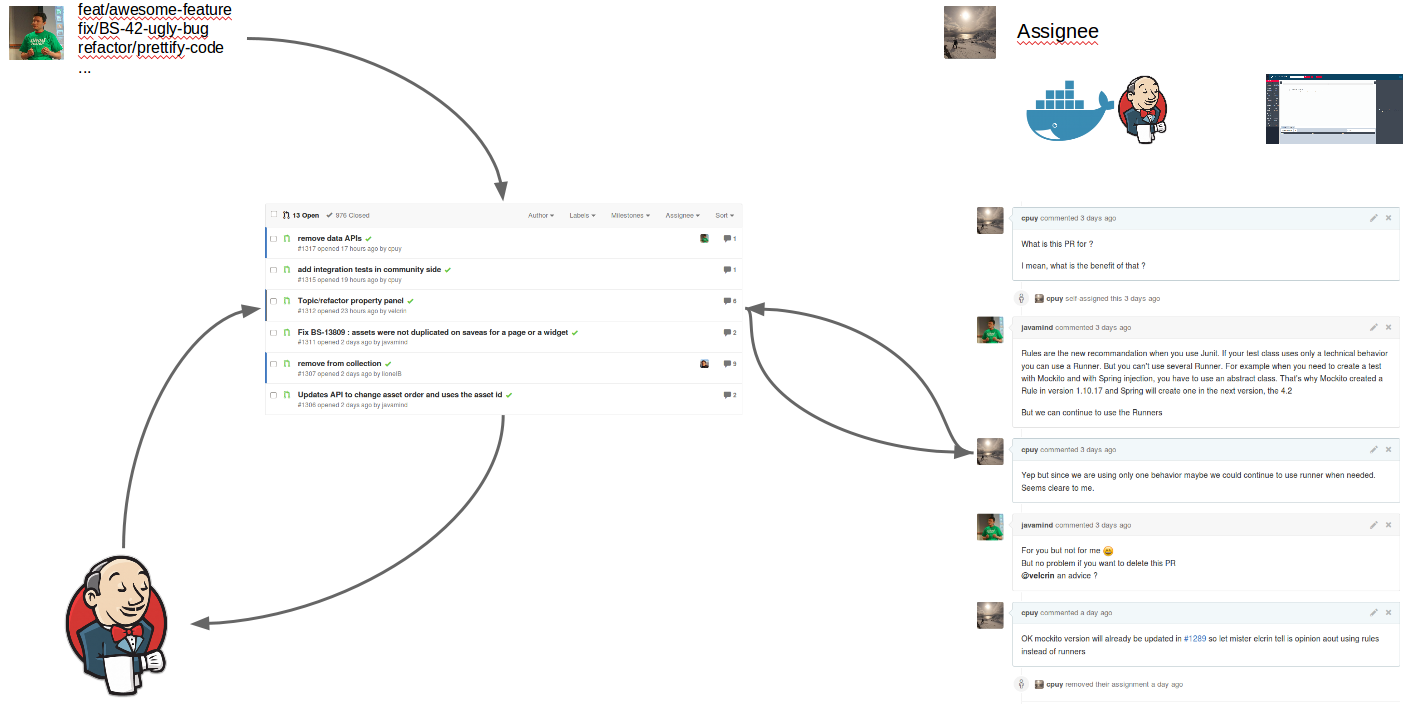 feat/awesome-feature
fix/BS-42-ugly-bug
refactor/prettify-code
...
Assignee
13 Open 976 Closed Author Labels Milestones Assignee Sort
remove data APIs 1
#1317 opened 17 hours ago by cpuy
add integration tests in community side 1
#1315 opened 19 hours ago by cpuy
Topic/refactor property panel 6
#1312 opened 23 hours ago by velcrin
Fix BS-13809 : assets were not duplicated on saveas for a page or a widget 2
#1311 opened 2 days ago by javamind
remove from collection 9
#1307 opened 2 days ago by lionelB
Updates API to change asset order and uses the asset id 2
#1306 opened 2 days ago by javamind
cpuy commented 3 days ago
What is this PR for ?
I mean, what is the benefit of that ?
cpuy self-assigned this 3 days ago
javamind commented 3 days ago
Rules are the new recommandation when you use Junit. If your test class uses only a technical behavior
you can use a Runner. But you can't use several Runner. For example when you need to create a test
with Mockito and with Spring injection, you have to use an abstract class. That's why Mockito created a
Rule in version 1.10.17 and Spring will create one in the next version, the 4.2
But we can continue to use the Runners
cpuy commented 3 days ago
Yep but since we are using only one behavior maybe we could continue to use runner when needed.
Seems cleare to me.
javamind commented 3 days ago
For you but not for me 😄
But no problem if you want to delete this PR
@velcrin an advice ?
cpuy commented a day ago
OK mockito version will already be updated in #1289 so let mister elcrin tell is opinion aout using rules
instead of runners
cpuy removed their assignment a day ago